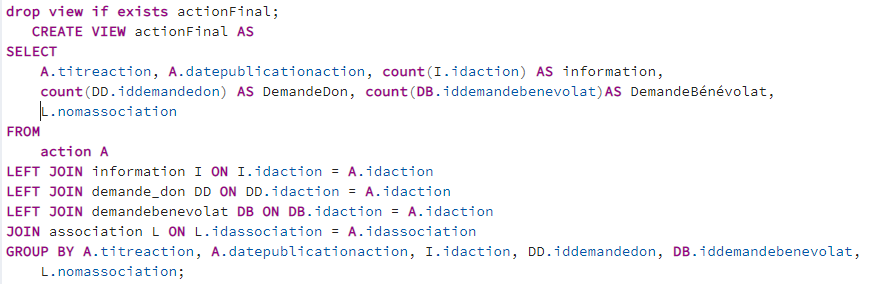 drop view if exists actionFinal;
CREATE VIEW actionFinal AS
SELECT
A.titreaction, A.datepublicationaction, count(I.idaction) AS information,
count(DD.iddemandedon) AS DemandeDon, count(DB.iddemandebenevolat)AS DemandeBénévolat,
L.nomassociation
FROM
action A
LEFT JOIN information I ON I.idaction = A.idaction
LEFT JOIN demande_don DD ON DD.idaction = A.idaction
LEFT JOIN demandebenevolat DB ON DB.idaction = A.idaction
JOIN association L ON L.idassociation = A.idassociation
GROUP BY A.titreaction, A.datepublicationaction, I.idaction, DD.iddemandedon, DB.iddemandebenevolat,
L.nomassociation;